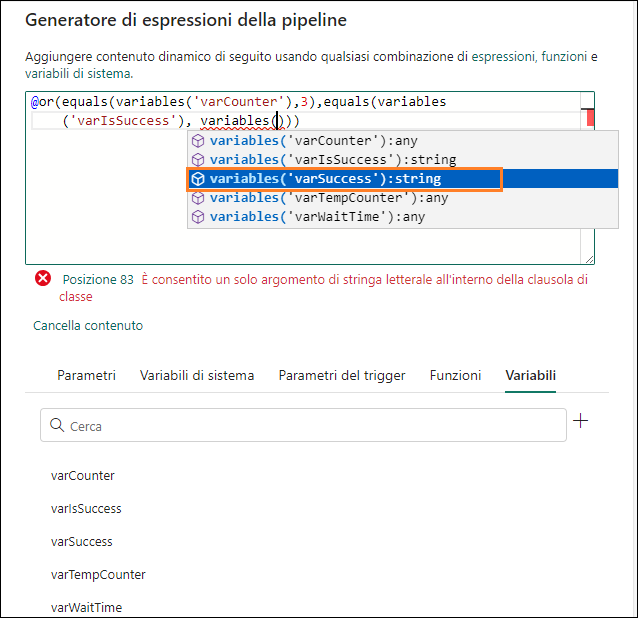 Generatore di espressioni della pipeline
Aggiungere contenuto dinamico di seguito usando qualsiasi combinazione di espressioni, funzioni e
variabili di sistema.
@or(equals(variables('varCounter'),3),equals(variables
('varIsSuccess'), variables()))
variables('varCounter'):any
variables('varIsSuccess'):string
variables('varSuccess'):string
variables('varTempCounter'):any
variables('varWaitTime'):any
Posizione 83 È consentito un solo argomento di stringa letterale all'interno della clausola di
classe
Cancella contenuto
Parametri Variabili di sistema Parametri del trigger Funzioni Variabili
Cerca
varCounter
varIsSuccess
varSuccess
varTempCounter
varWaitTime